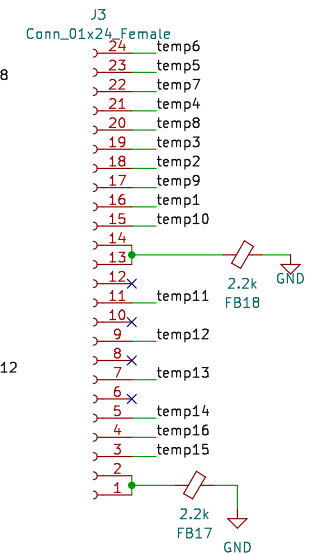 J3
Conn_01x24_Female
24 temp6
23 temp5
8
22 temp7
21 temp4
20 temp8
19 temp3
18 temp2
17 temp9
16 temp1
15 temp10
14
13
2.2k
FB18
GND
12
11 temp11
10
9 temp12
8
12
7 temp13
6
5 temp14
4 temp16
3 temp15
2
1
2.2k
FB17
GND